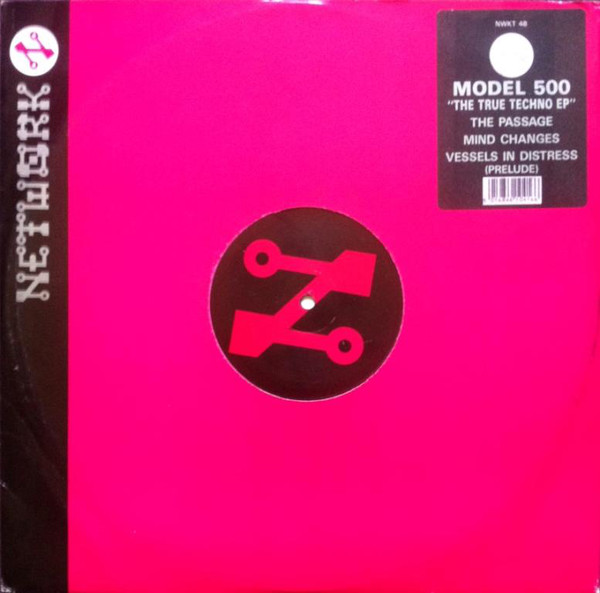 NETWORK
NWKT 48
MODEL 500
"THE TRUE TECHNO EP"
THE PASSAGE
MIND CHANGES
VESSELS IN DISTRESS
(PRELUDE)